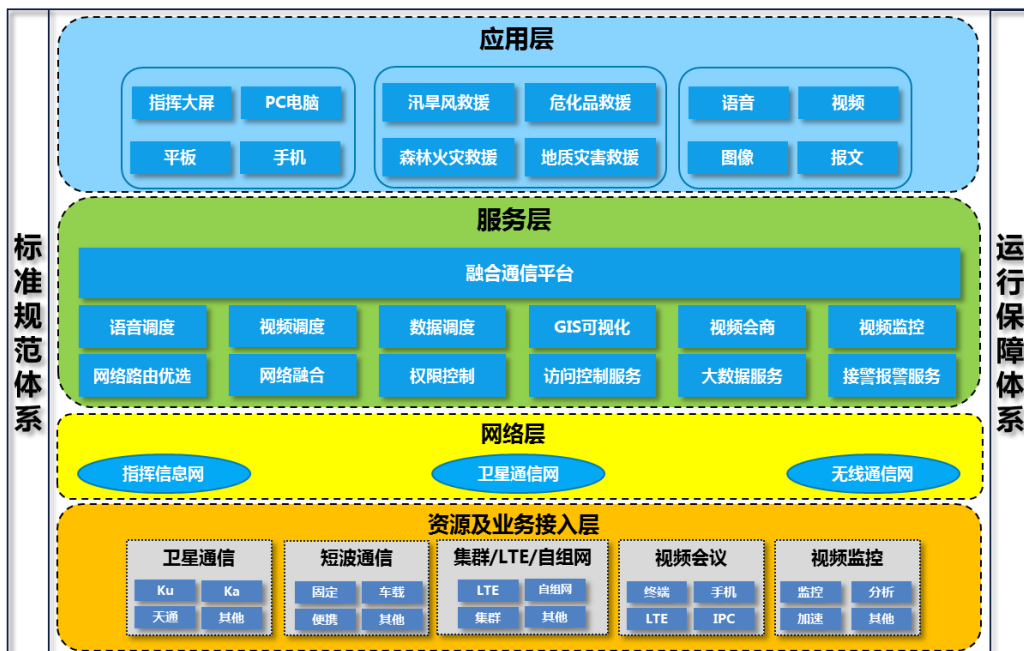 应用层
指挥大屏 PC电脑 汛旱风救援 危化品救援 语音 视频
平板 手机 森林火灾救援 地质灾害救援 图像 报文
服务层
融合通信平台
语音调度 视频调度 数据调度 GIS可视化 视频会商 视频监控
网络路由优选 网络融合 权限控制 访问控制服务 大数据服务 接警报警服务
网络层
指挥信息网 卫星通信网 无线通信网
资源及业务接入层
卫星通信 短波通信 集群/LTE/自组网 视频会议 视频监控
Ku Ka 固定 车载 LTE 自组网 终端 手机 监控 分析
天通 其他 便携 其他 集群 其他 LTE IPC 加速 其他
标准规范体系
运行保障体系